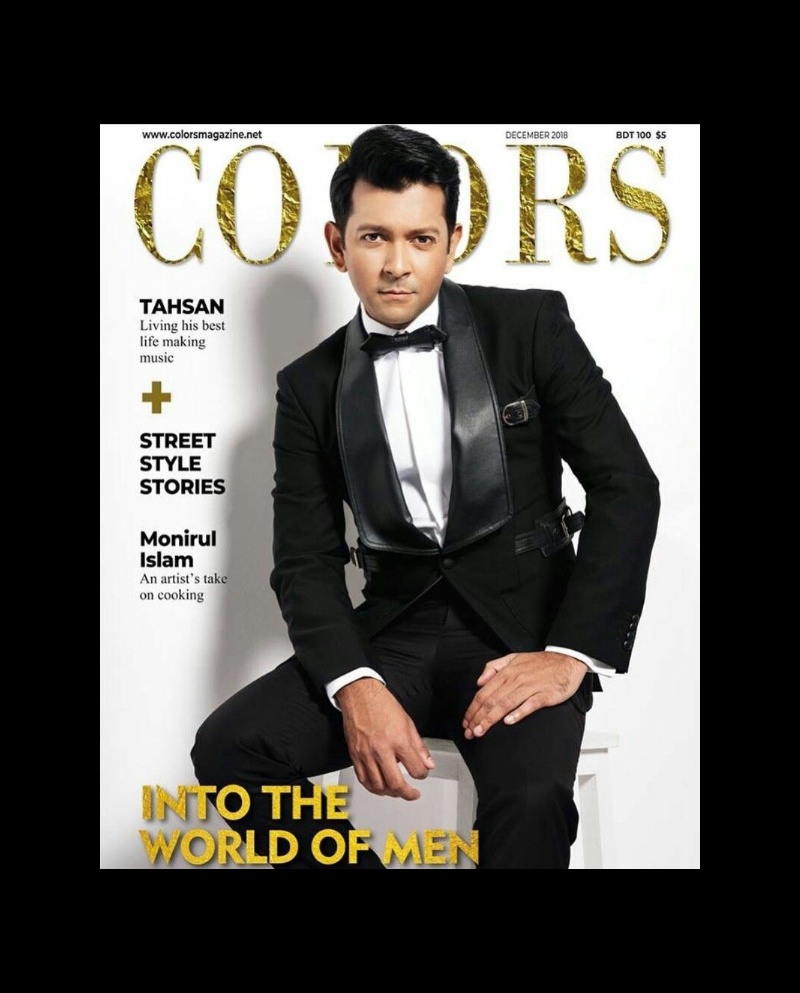 www.colorsmagazine.net
DECEMBER 2018
BDT 100 $5
COLORS
TAHSAN
Living his best
life making
music
+
STREET
STYLE
STORIES
Monirul
Islam
An artist's take
on cooking
INTO THE
WORLD OF MEN